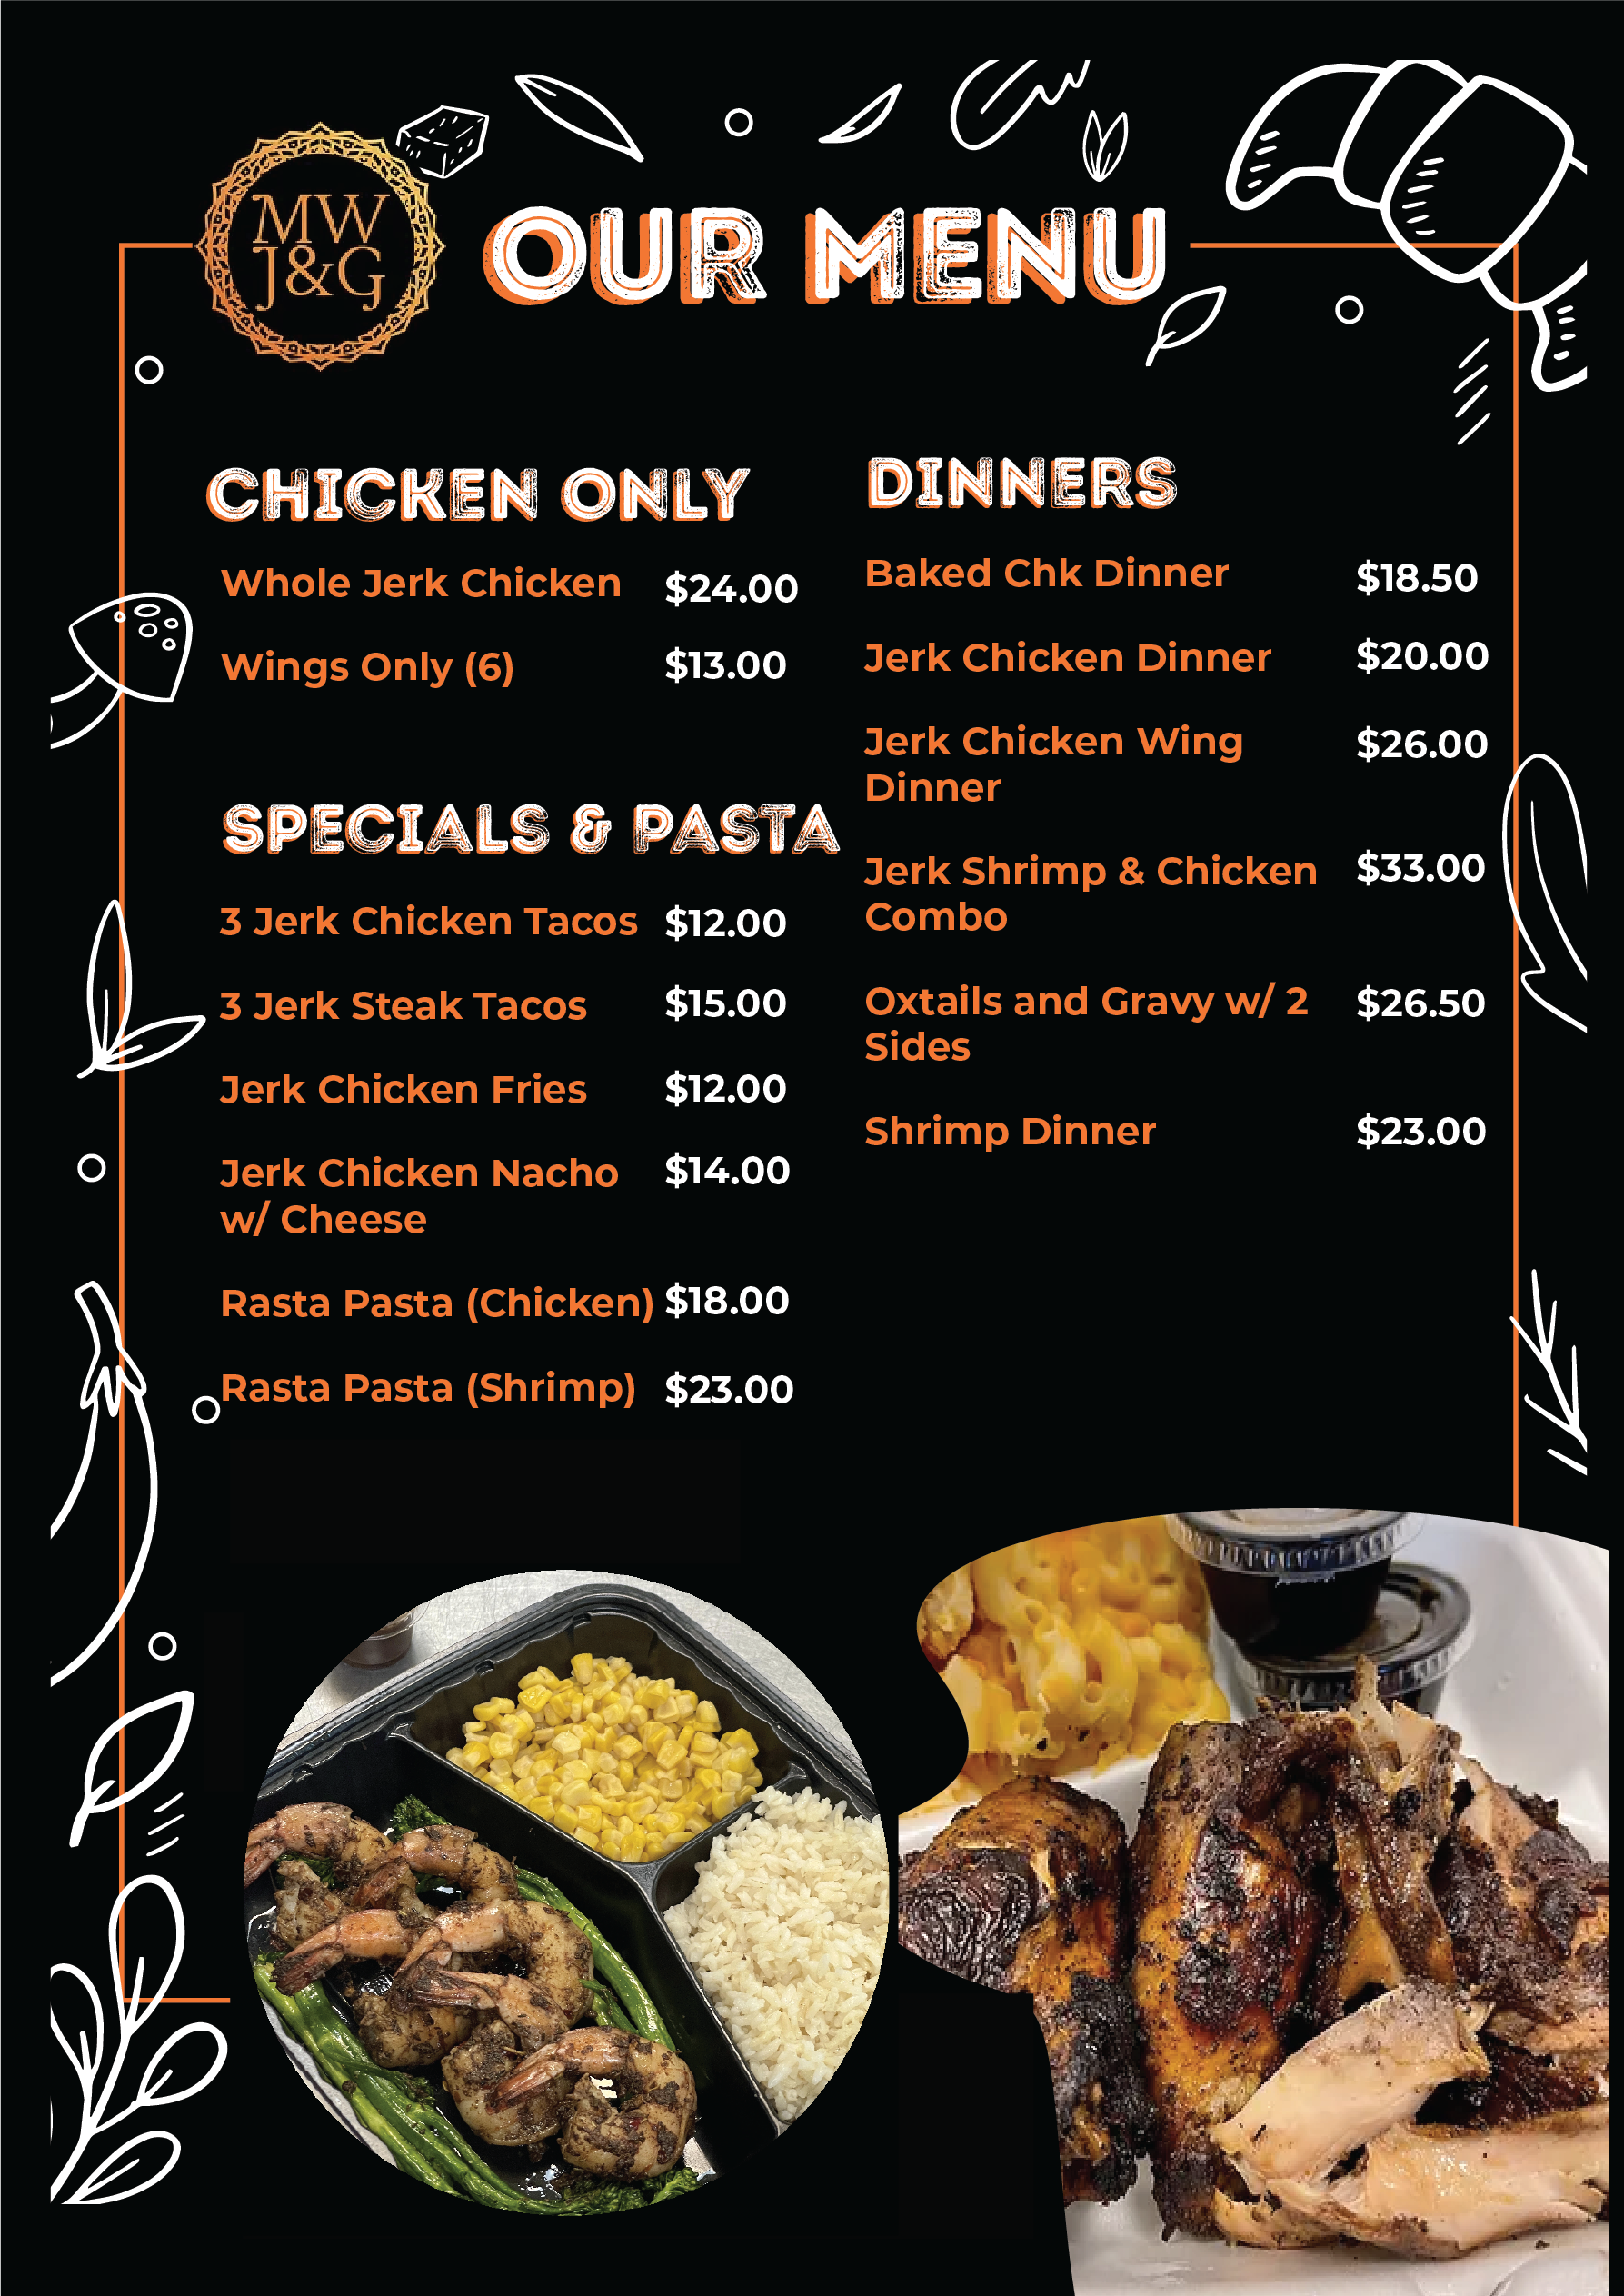 MW
J&G
OUR MENU
CHICKEN ONLY
Whole Jerk Chicken $24.00
Wings Only (6) $13.00
SPECIALS & PASTA
3 Jerk Chicken Tacos $12.00
3 Jerk Steak Tacos $15.00
Jerk Chicken Fries $12.00
Jerk Chicken Nacho $14.00
w/ Cheese
Rasta Pasta (Chicken) $18.00
Rasta Pasta (Shrimp) $23.00
DINNERS
Baked Chk Dinner $18.50
Jerk Chicken Dinner $20.00
Jerk Chicken Wing $26.00
Dinner
Jerk Shrimp & Chicken $33.00
Combo
Oxtails and Gravy w/ 2 $26.50
Sides
Shrimp Dinner $23.00